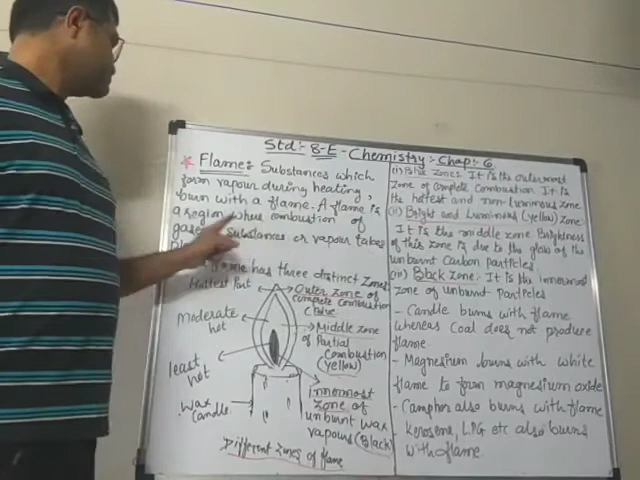 Std:- 8-E- Chemistry:- Chap: 6
* Flame: Substances which
form vapour during heating,
burn with a flame. A flame is
a region where combustion of
gaseous substances or vapour takes
flame has three distinct Zones
Hottest Part
Outer Zone of
complete Combustion
(Blue
Moderate
hot
Middle zone
of Partial
Combustion
(yellow)
least
hot
Innermost
Zone of
unburnt wax
vapours (Black)
Wax
Candle
Different Zones of flame
(i) Blue Zone: It is the outermost
Zone of Complete Combustion It is
the hottest and non-luminous Zone
(ii) Bright and Luminous (yellow) Zone:
It is the middle Zone Brightness
of this Zone is due to the glow of the
unburnt Carbon Particles
(iii) Black Zone: It is the innermost
Zone of unburnt Particles
- Candle burns with flame
whereas Coal does not produce
flame
- Magnesium burns with white
flame to form magnesium oxide
- Camphor also burns with flame
- Kerosene, LPG etc also burns
with flame